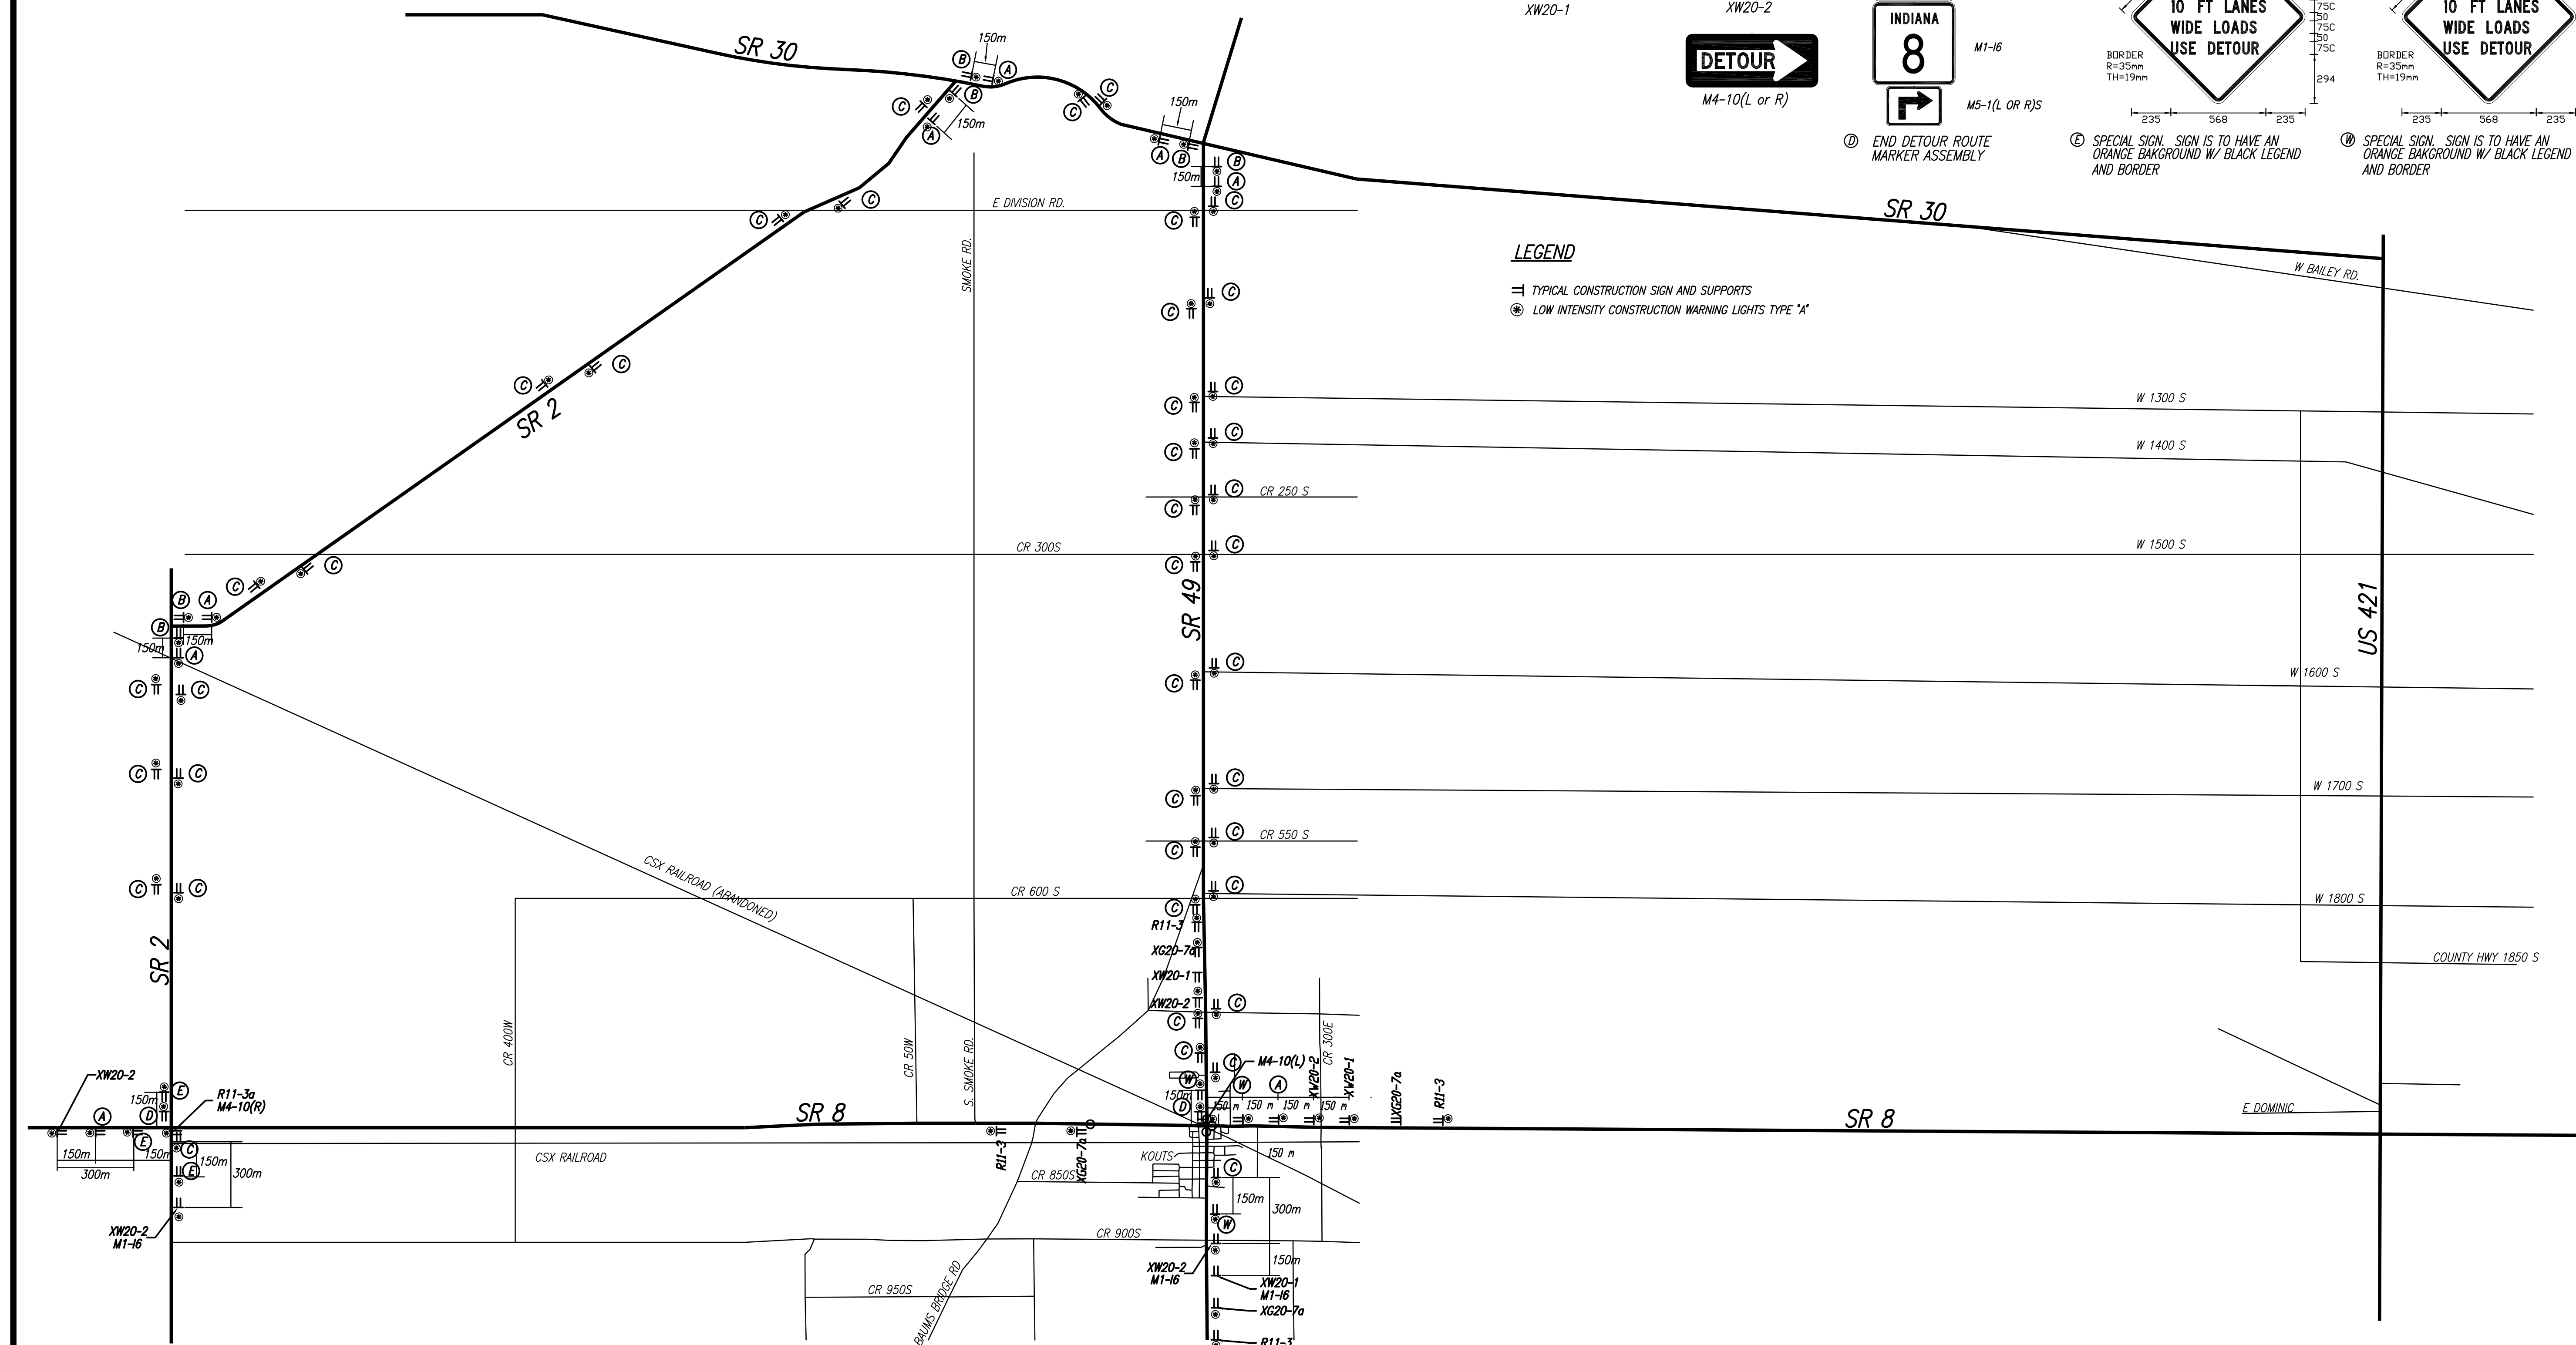 XW20-1
XW20-2
DETOUR
M4-10(L or R)
INDIANA
8
M1-I6
M5-1(L OR R)S
Ⓓ END DETOUR ROUTE
MARKER ASSEMBLY
10 FT LANES
WIDE LOADS
USE DETOUR
BORDER
R=35mm
TH=19mm
75C
50
75C
50
75C
294
235 568 235
Ⓔ SPECIAL SIGN. SIGN IS TO HAVE AN
ORANGE BAKGROUND W/ BLACK LEGEND
AND BORDER
10 FT LANES
WIDE LOADS
USE DETOUR
BORDER
R=35mm
TH=19mm
235 568 235
Ⓦ SPECIAL SIGN. SIGN IS TO HAVE AN
ORANGE BAKGROUND W/ BLACK LEGEND
AND BORDER
SR 30
150m
B
A
B
C
A
150m
C
C
150m
A
B
B
150m
A
C
C
C
C
E DIVISION RD.
SMOKE RD.
SR 30
W BAILEY RD.
LEGEND
TYPICAL CONSTRUCTION SIGN AND SUPPORTS
LOW INTENSITY CONSTRUCTION WARNING LIGHTS TYPE "A"
C
C
C
C
SR 2
C
C
W 1300 S
C
C
W 1400 S
C
C
CR 250 S
C
C
CR 300S
W 1500 S
C
C
SR 49
US 421
B
A
B
150m
150m
A
C
C
C
C
W 1600 S
C
C
C
C
W 1700 S
C
C
CR 550 S
CSX RAILROAD (ABANDONED)
C
C
CR 600 S
C
C
W 1800 S
R11-3
XG20-7a
XW20-1
XW20-2
C
C
C
COUNTY HWY 1850 S
SR 2
CR 400W
CR 50W
S. SMOKE RD.
CR 300E
M4-10(L)
C
W
W
A
XW20-2
XW20-1
XG20-7a
R11-3
150m
D
150 m
150 m
150 m
150 m
XW20-2
A
D
150m
E
R11-3a
M4-10(R)
SR 8
SR 8
E DOMINIC
E
C
E
150m
150m
300m
150m
300m
XW20-2
M1-I6
CSX RAILROAD
R11-3
XG20-7a
KOUTS
CR 850S
C
150 m
150m
300m
W
CR 900S
150m
XW20-2
M1-I6
XW20-1
M1-I6
XG20-7a
R11-3
CR 950S
BAUMS BRIDGE RD